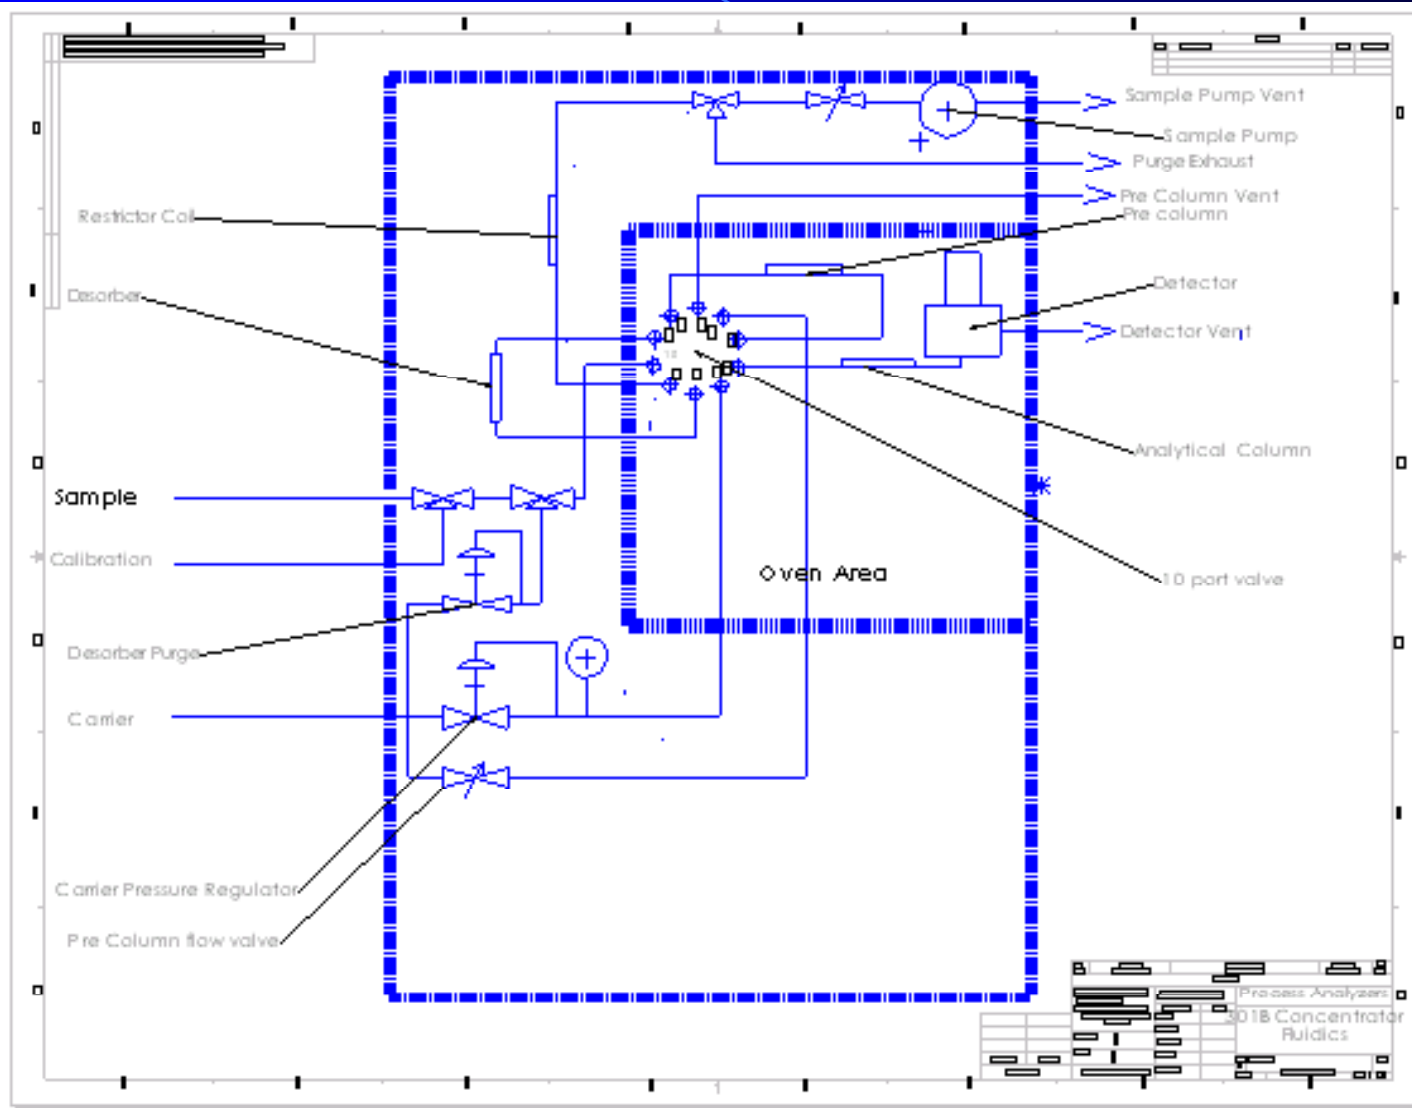 Sample Pump Vent
Sample Pump
Purge Exhaust
Pre Column Vent
Pre column
Restrictor Coil
Detector
Desorber
Detector Vent
10
Analytical Column
Sample
Calibration
Oven Area
10 port valve
Desorber Purge
Carrier
Carrier Pressure Regulator
Pre Column flow valve
Process Analyzers
301B Concentrator
Fluidics